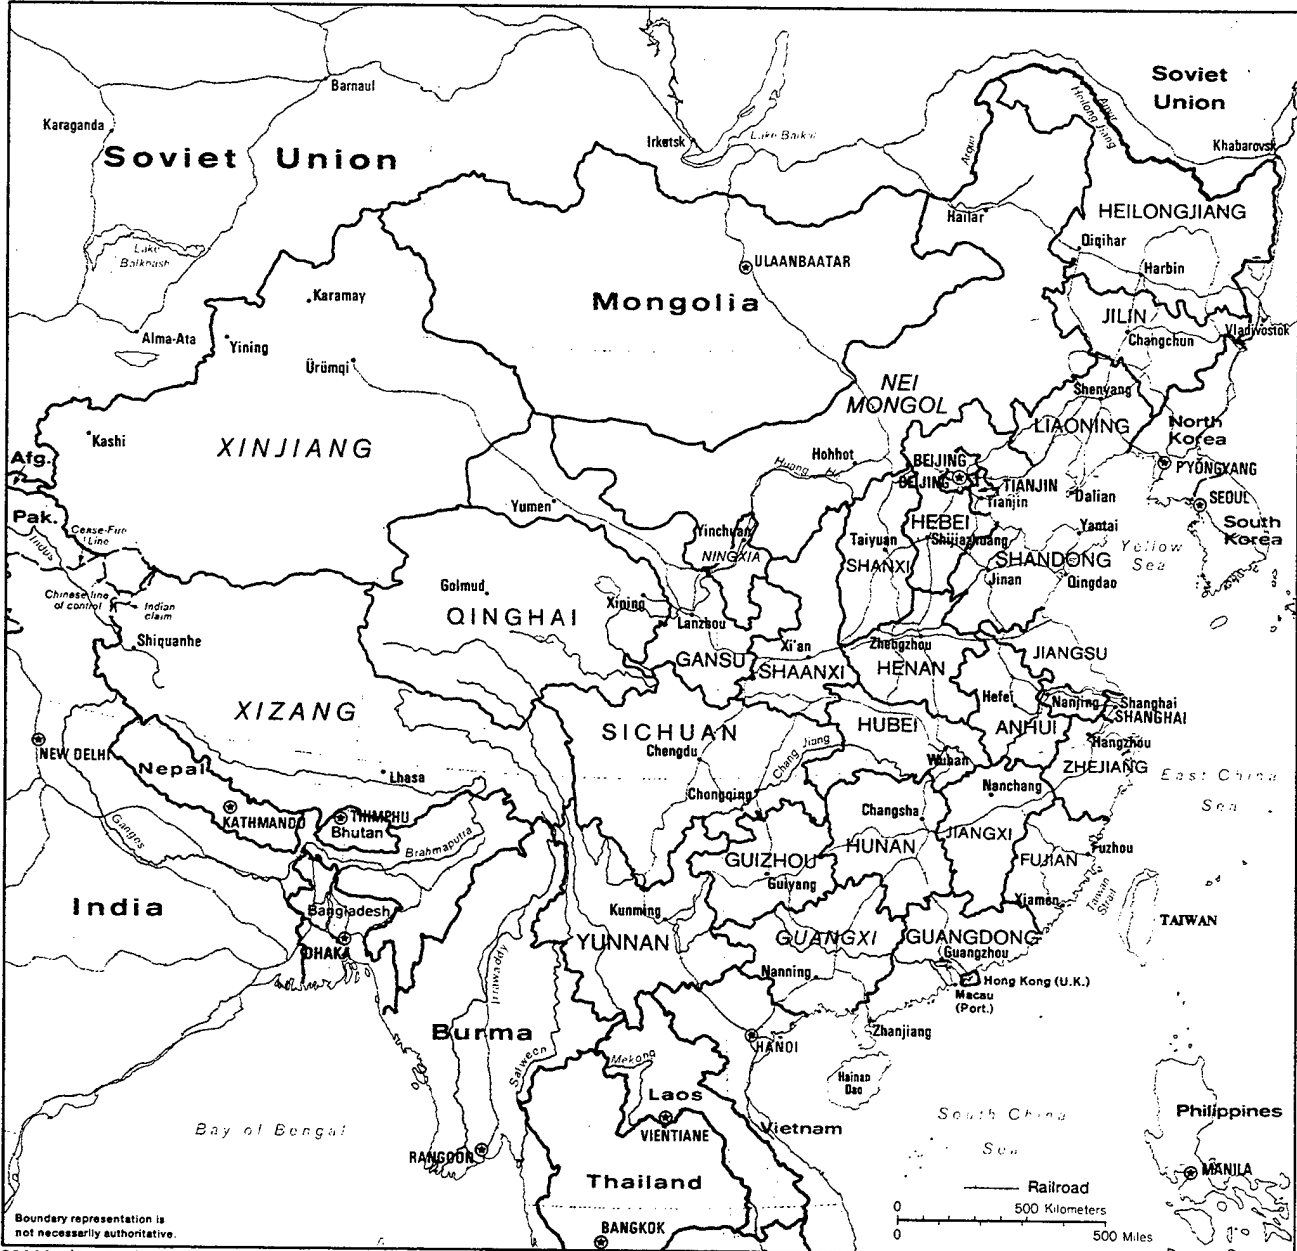 Soviet
Union
Barnaul
Karaganda
Irkutsk
Lake Baikal
Amur
Heilong Jiang
Argun
Khabarovsk
Soviet Union
HEILONGJIANG
Hailar
Qiqihar
Lake
Balkhash
ULAANBAATAR
Harbin
Karamay
Mongolia
JILIN
Alma-Ata
Yining
Changchun
Vladivostok
Ürümqi
NEI
MONGOL
Shenyang
LIAONING
North
Korea
Kashi
XINJIANG
Afg.
Hohhot
BEIJING
BEIJING
Huang
PYŎNGYANG
TIANJIN
Tianjin
Dalian
SEOUL
Yumen
Pak.
Cease-Fire
Line
Indus
HEBEI
Yinchuan
NINGXIA
Taiyuan
Shijiazhuang
Yantai
South
Korea
SHANXI
SHANDONG
Yellow
Sea
Golmud
Jinan
Qingdao
Chinese line
of control
Indian
claim
Xining
QINGHAI
Lanzhou
Shiquanhe
Xi'an
Zhengzhou
JIANGSU
GANSU
SHAANXI
HENAN
XIZANG
Hefei
Nanjing
Shanghai
SHANGHAI
SICHUAN
HUBEI
ANHUI
NEW DELHI
Chengdu
Chang Jiang
Wuhan
Hangzhou
ZHEJIANG
Nepal
Lhasa
East China
Sea
Chongqing
Nanchang
KATHMANDU
THIMPHU
Bhutan
Changsha
Ganges
Brahmaputra
JIANGXI
HUNAN
GUIZHOU
FUJIAN
Fuzhou
Guiyang
India
Bangladesh
Kunming
Xiamen
Taiwan
Strait
TAIWAN
DHAKA
YUNNAN
GUANGXI
GUANGDONG
Guangzhou
Irrawaddy
Nanning
Hong Kong (U.K.)
Macau
(Port.)
Burma
Zhanjiang
HANOI
Salween
Mekong
Hainan
Dao
Laos
South China
Sea
Philippines
Bay of Bengal
VIENTIANE
Vietnam
RANGOON
MANILA
Thailand
Railroad
0 500 Kilometers
0 500 Miles
Boundary representation is
not necessarily authoritative.
BANGKOK